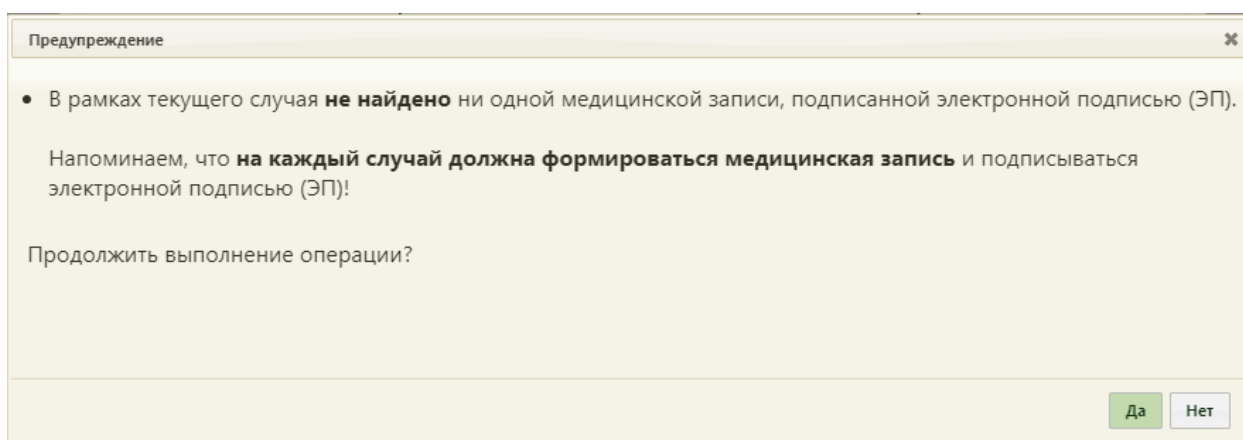 Предупреждение
• В рамках текущего случая не найдено ни одной медицинской записи, подписанной электронной подписью (ЭП).
Напоминаем, что на каждый случай должна формироваться медицинская запись и подписываться
электронной подписью (ЭП)!
Продолжить выполнение операции?
Да Нет